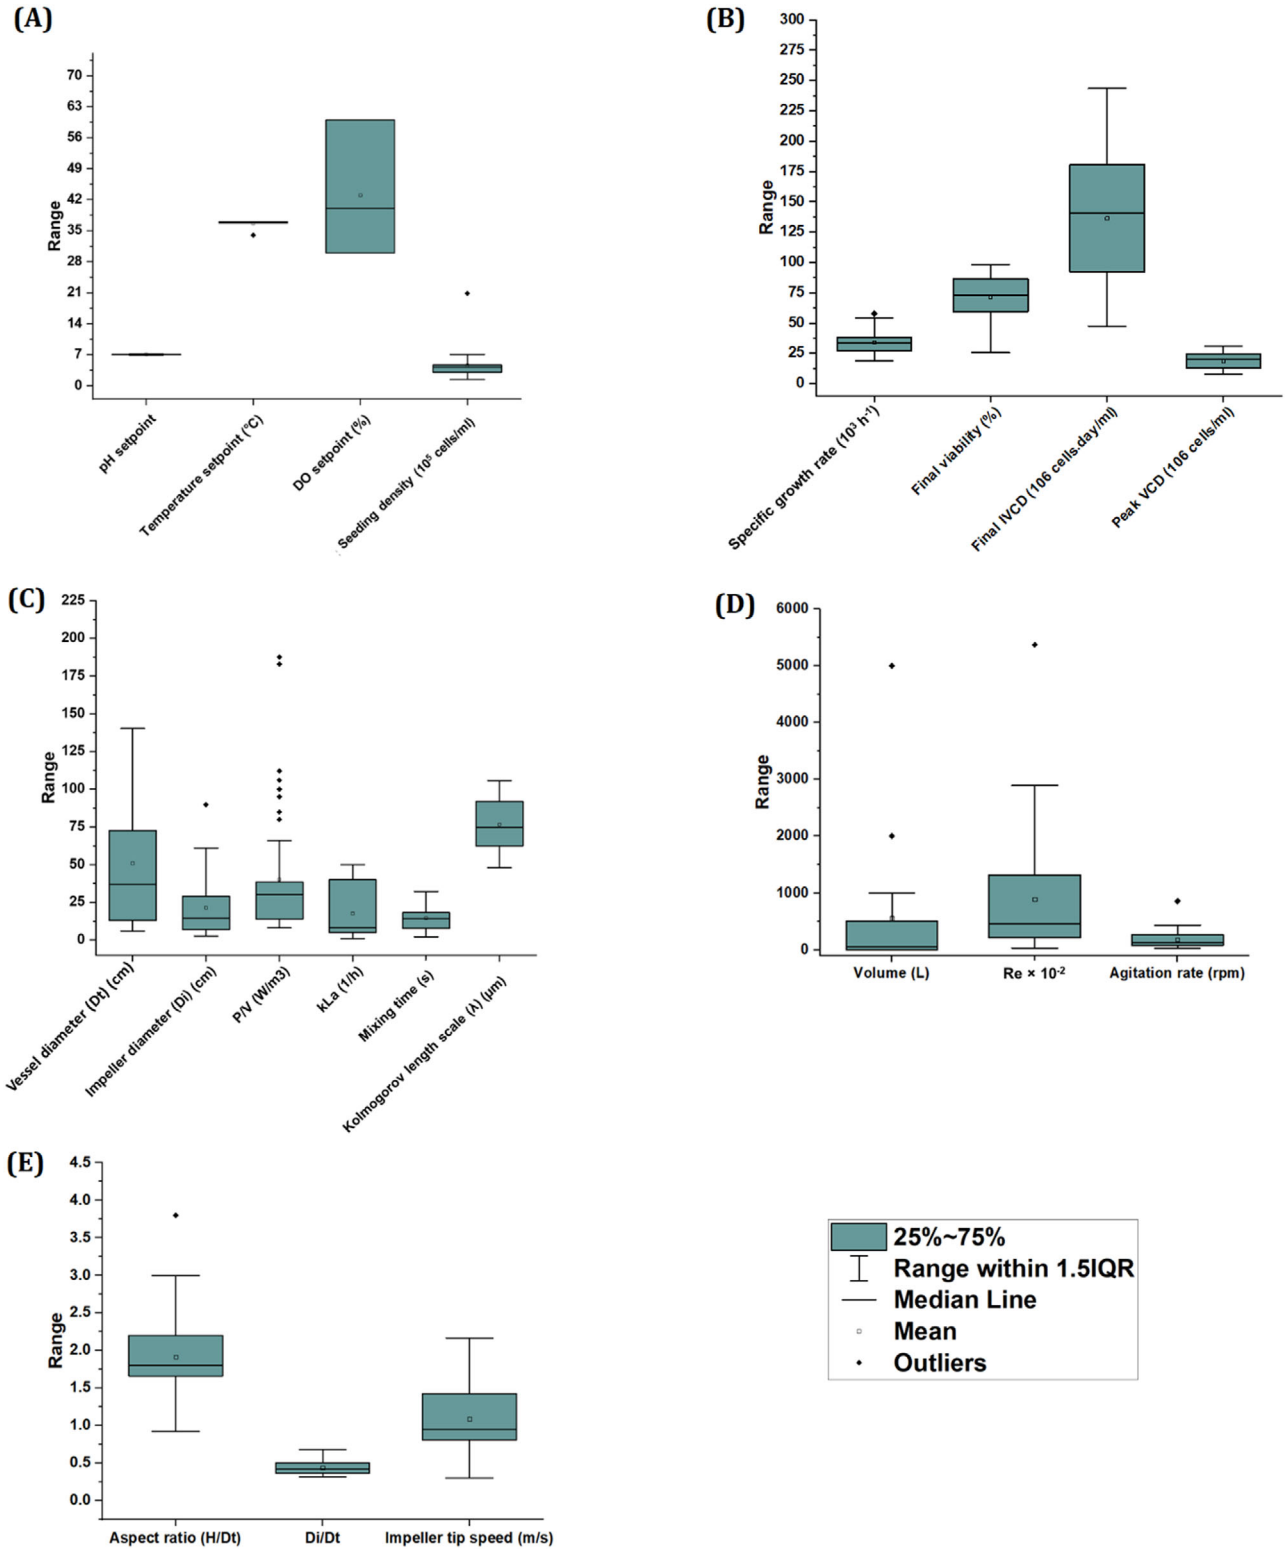 (A)
Range
70
63
56
49
42
35
28
21
14
7
0
pH setpoint
Temperature setpoint (°C)
DO setpoint (%)
Seeding density (10⁵ cells/ml)
(B)
Range
300
275
250
225
200
175
150
125
100
75
50
25
0
Specific growth rate (10³ h⁻¹)
Final viability (%)
Final IVCD (106 cells.day/ml)
Peak VCD (106 cells/ml)
(C)
Range
225
200
175
150
125
100
75
50
25
0
Vessel diameter (Dt) (cm)
Impeller diameter (Di) (cm)
P/V (W/m3)
kLa (1/h)
Mixing time (s)
Kolmogorov length scale (λ) (μm)
(D)
Range
6000
5000
4000
3000
2000
1000
0
Volume (L)
Re × 10⁻²
Agitation rate (rpm)
(E)
Range
4.5
4.0
3.5
3.0
2.5
2.0
1.5
1.0
0.5
0.0
Aspect ratio (H/Dt)
Di/Dt
Impeller tip speed (m/s)
25%~75%
Range within 1.5IQR
Median Line
Mean
Outliers